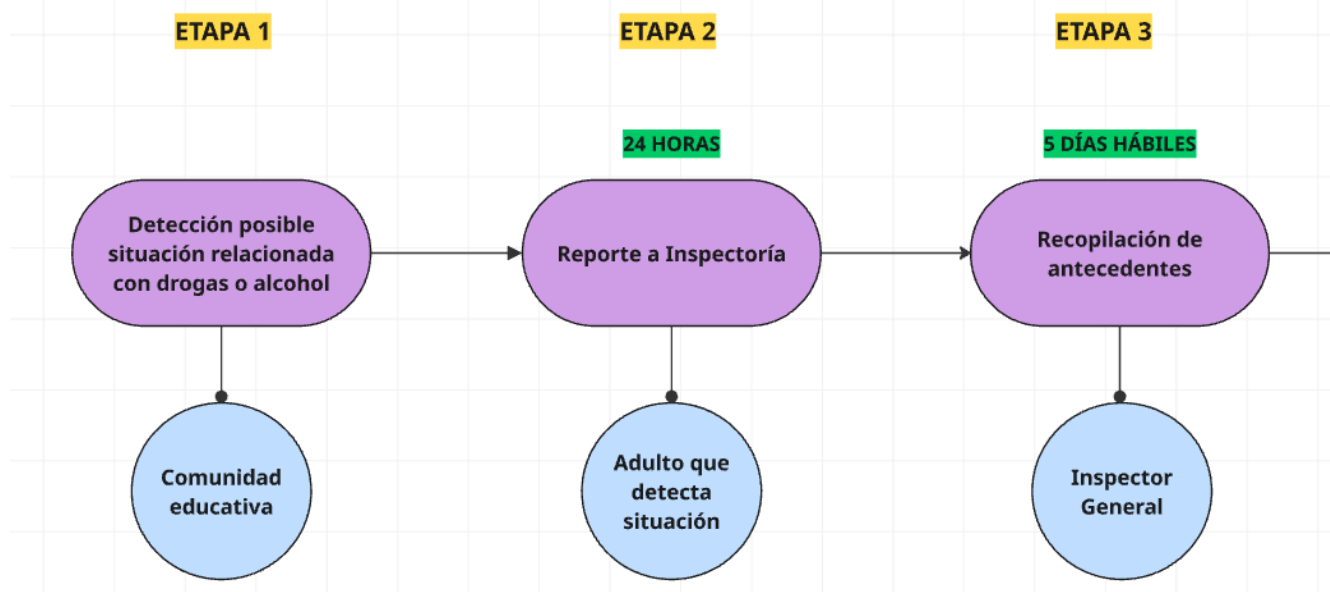 ETAPA 1
ETAPA 2
ETAPA 3
24 HORAS
5 DÍAS HÁBILES
Detección posible
situación relacionada
con drogas o alcohol
Reporte a Inspectoría
Recopilación de
antecedentes
Comunidad
educativa
Adulto que
detecta
situación
Inspector
General